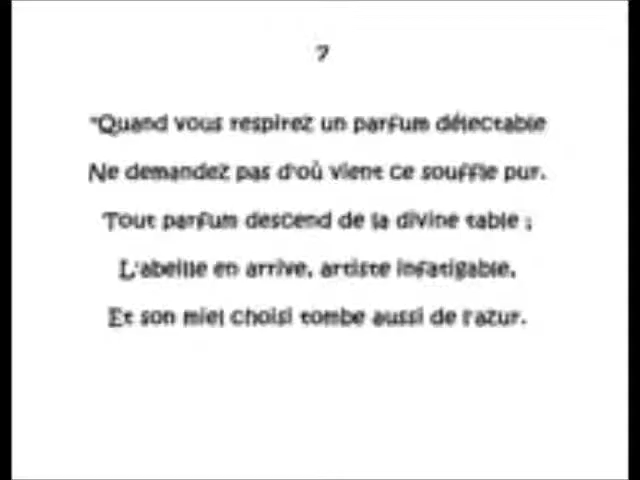 7
"Quand vous respirez un parfum délectable
Ne demandez pas d'où vient ce souffle pur.
Tout parfum descend de la divine table ;
L'abeille en arrive, artiste infatigable,
Et son miel choisi tombe aussi de l'azur.